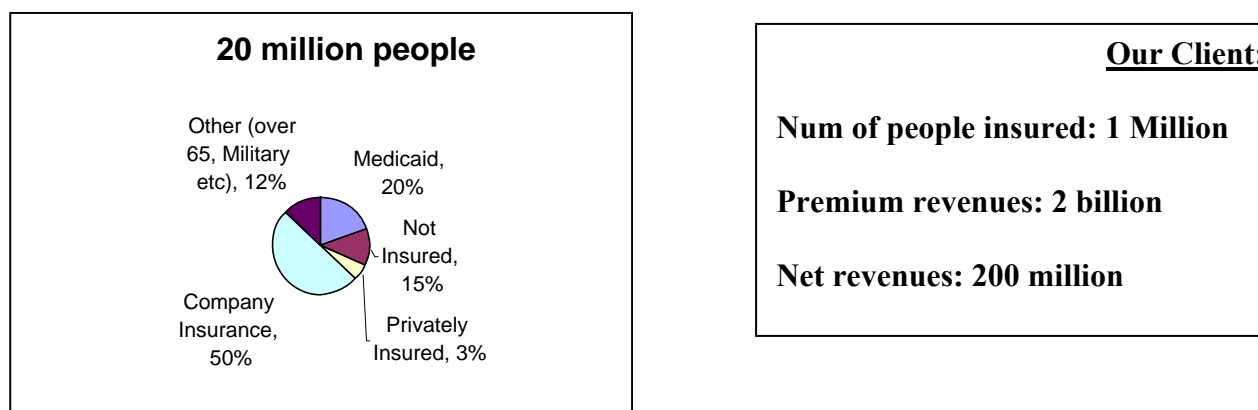 20 million people
Other (over
65, Military
etc), 12%
Medicaid,
20%
Not
Insured,
15%
Privately
Insured, 3%
Company
Insurance,
50%
Our Client:
Num of people insured: 1 Million
Premium revenues: 2 billion
Net revenues: 200 million